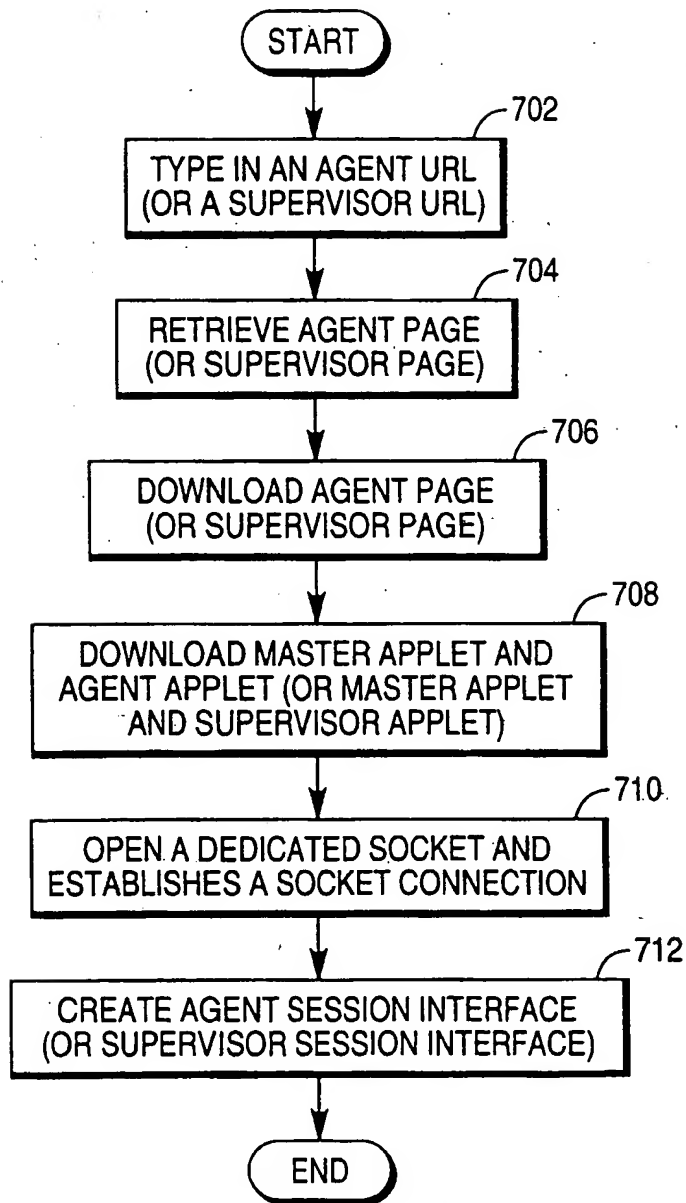 START
702
TYPE IN AN AGENT URL
(OR A SUPERVISOR URL)
704
RETRIEVE AGENT PAGE
(OR SUPERVISOR PAGE)
706
DOWNLOAD AGENT PAGE
(OR SUPERVISOR PAGE)
708
DOWNLOAD MASTER APPLET AND
AGENT APPLET (OR MASTER APPLET
AND SUPERVISOR APPLET)
710
OPEN A DEDICATED SOCKET AND
ESTABLISHES A SOCKET CONNECTION
712
CREATE AGENT SESSION INTERFACE
(OR SUPERVISOR SESSION INTERFACE)
END